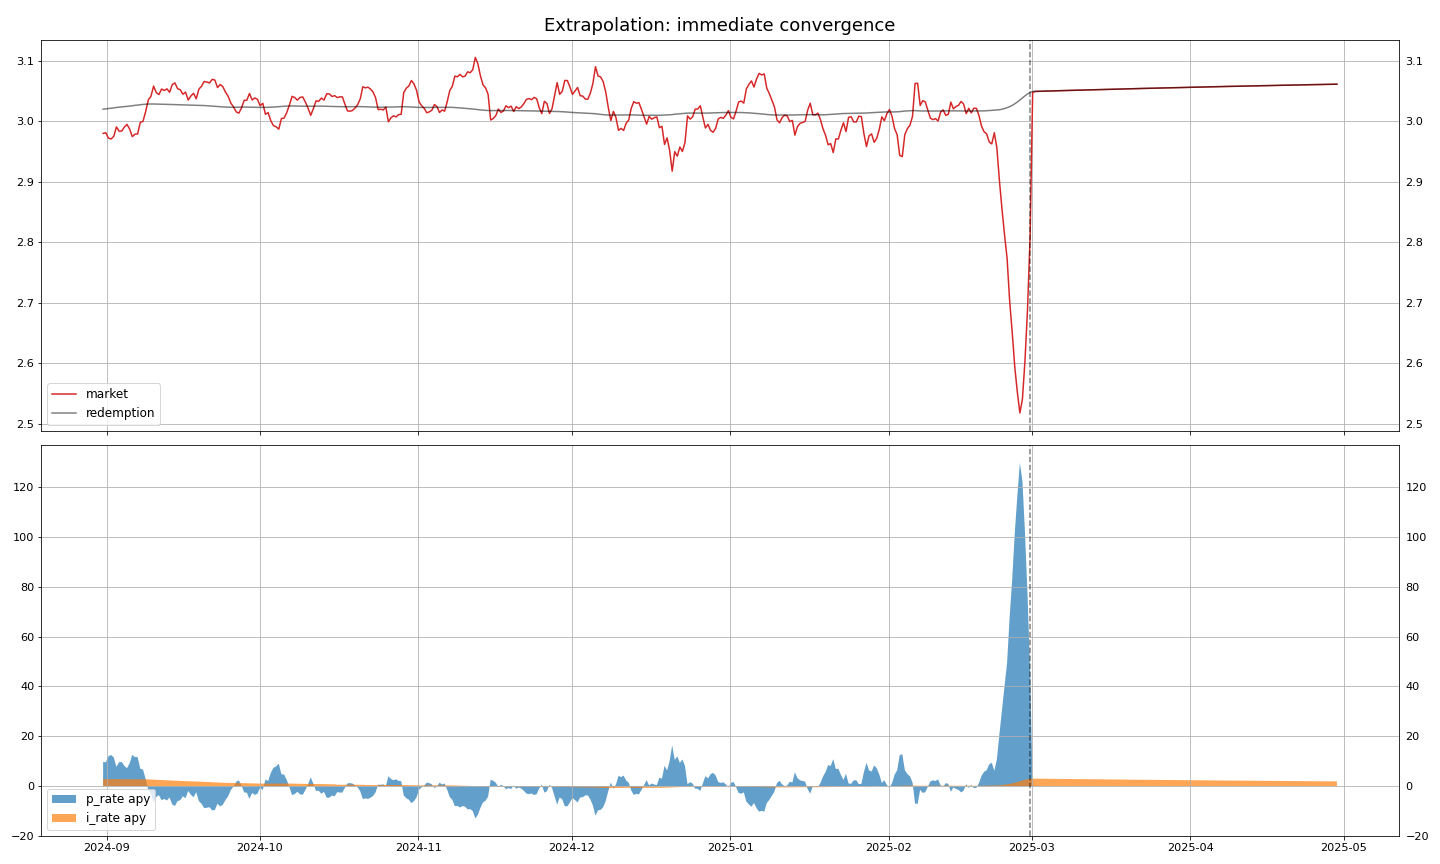 Extrapolation: immediate convergence
3.1 3.1
3.0 3.0
2.9 2.9
2.8 2.8
2.7 2.7
2.6 2.6
2.5 2.5
market
redemption
120 120
100 100
80 80
60 60
40 40
20 20
0 0
−20 −20
p_rate apy
i_rate apy
2024-09 2024-10 2024-11 2024-12 2025-01 2025-02 2025-03 2025-04 2025-05